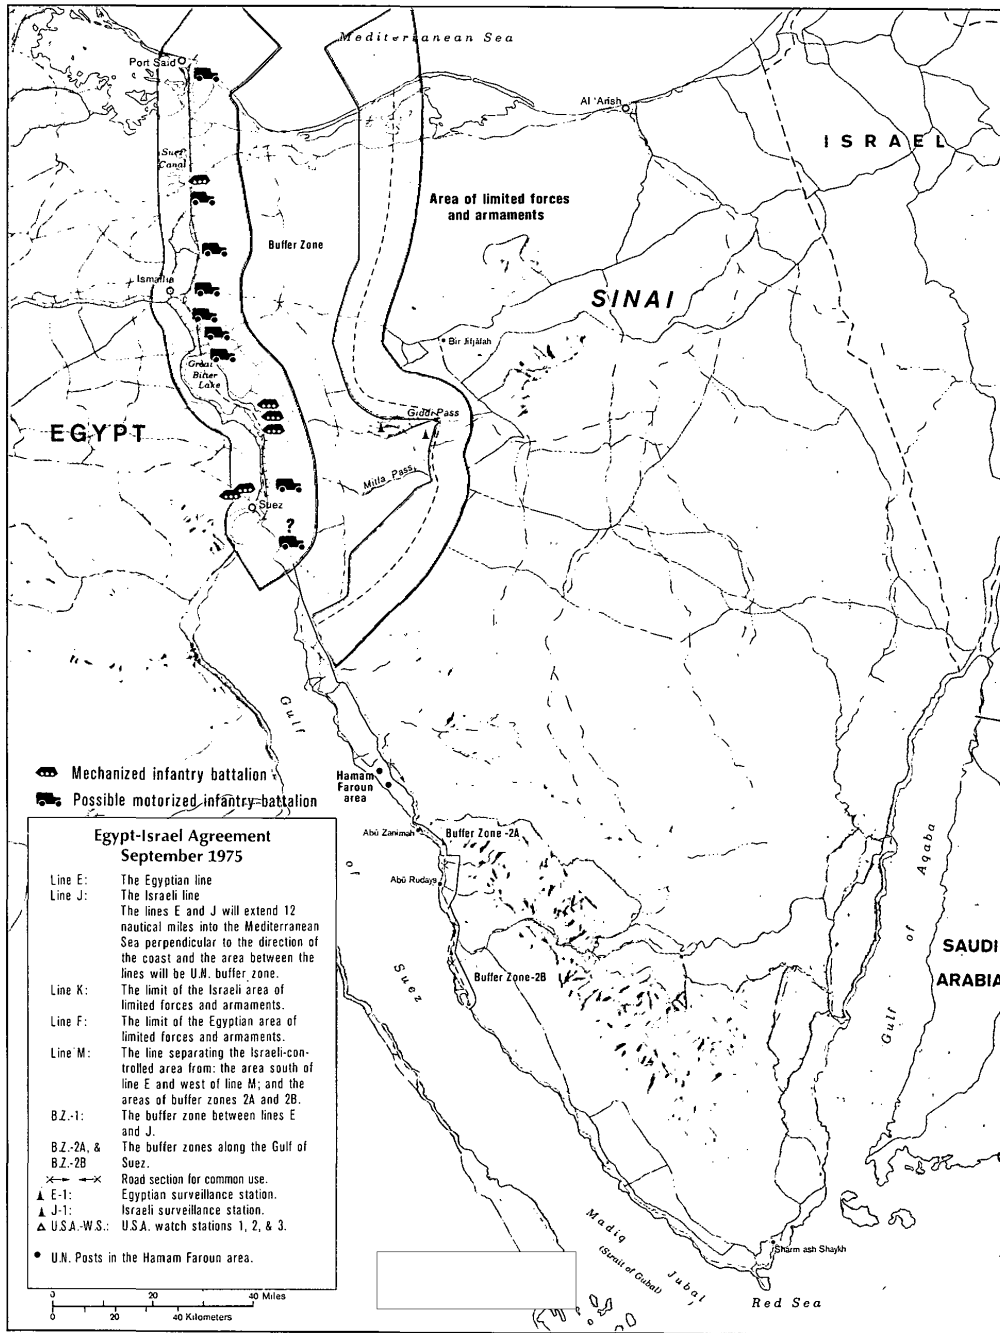 Mediterranean Sea
Port Said
Al 'Arish
ISRAEL
Suez
Canal
Area of limited forces
and armaments
Buffer Zone
Ismailia
SINAI
Bir Jifjafah
Great
Bitter
Lake
Giddi Pass
EGYPT
Mitla Pass
Suez
?
Gulf
Mechanized infantry battalion
Possible motorized infantry battalion
Hamam
Faroun
area
Abū Zanimah
Buffer Zone-2A
Abū Rudays
of
Aqaba
of
Gulf
SAUDI
ARABIA
Suez
Buffer Zone-2B
Egypt-Israel Agreement
September 1975
Line E: The Egyptian line
Line J: The Israeli line
The lines E and J will extend 12
nautical miles into the Mediterranean
Sea perpendicular to the direction of
the coast and the area between the
lines will be U.N. buffer zone.
Line K: The limit of the Israeli area of
limited forces and armaments.
Line F: The limit of the Egyptian area of
limited forces and armaments.
Line M: The line separating the Israeli-con-
trolled area from: the area south of
line E and west of line M; and the
areas of buffer zones 2A and 2B.
B.Z.-1: The buffer zone between lines E
and J.
B.Z.-2A, & The buffer zones along the Gulf of
B.Z.-2B Suez.
Road section for common use.
E-1: Egyptian surveillance station.
J-1: Israeli surveillance station.
U.S.A.-W.S.: U.S.A. watch stations 1, 2, & 3.
U.N. Posts in the Hamam Faroun area.
0 20 40 Miles
0 20 40 Kilometers
Madiq
Jubal
(Strait of Gubal)
Sharm ash Shaykh
Red Sea